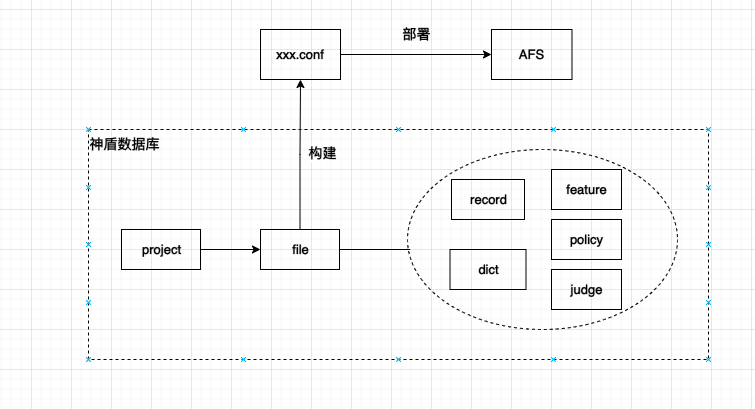 部署
xxx.conf
AFS
神盾数据库
构建
record
feature
project
file
policy
dict
judge